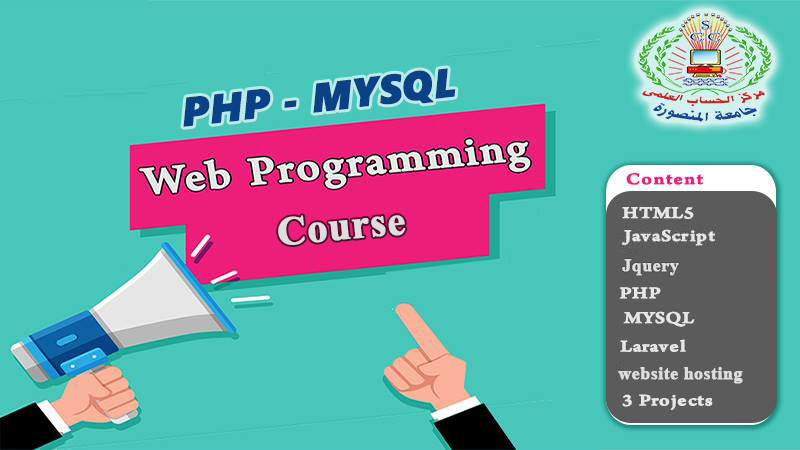 PHP - MYSQL
Web Programming
Course
S
C C
مركز الحساب العلمى
جامعة المنصورة
Content
HTML5
JavaScript
Jquery
PHP
MYSQL
Laravel
website hosting
3 Projects